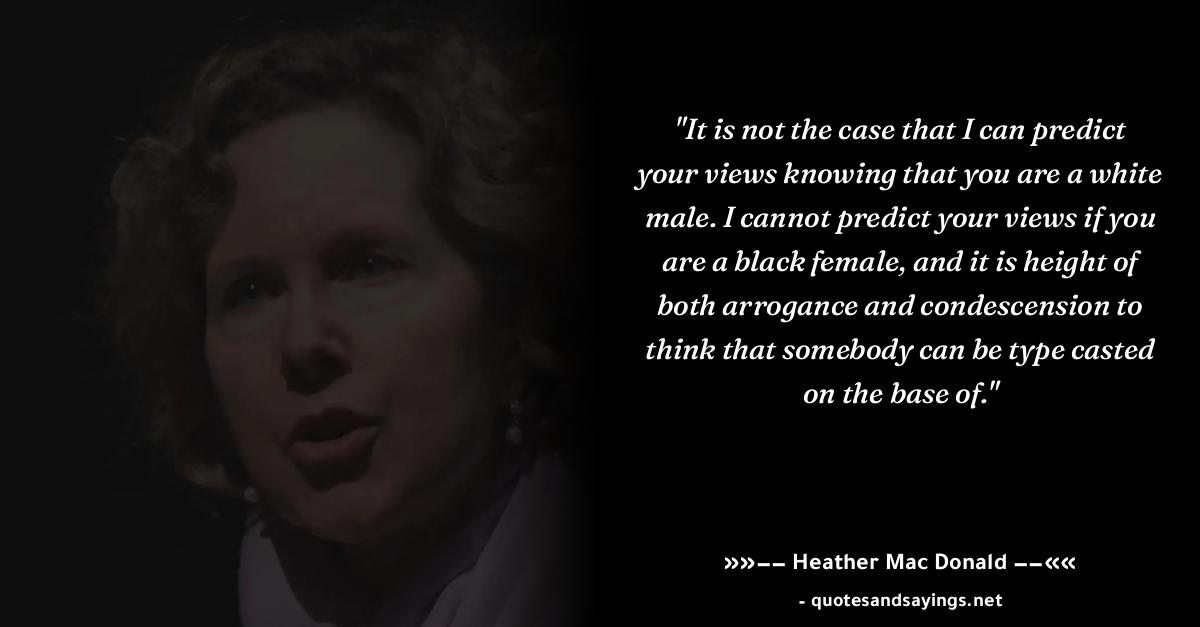 "It is not the case that I can predict
your views knowing that you are a white
male. I cannot predict your views if you
are a black female, and it is height of
both arrogance and condescension to
think that somebody can be type casted
on the base of."
»»−− Heather Mac Donald −−««
- quotesandsayings.net